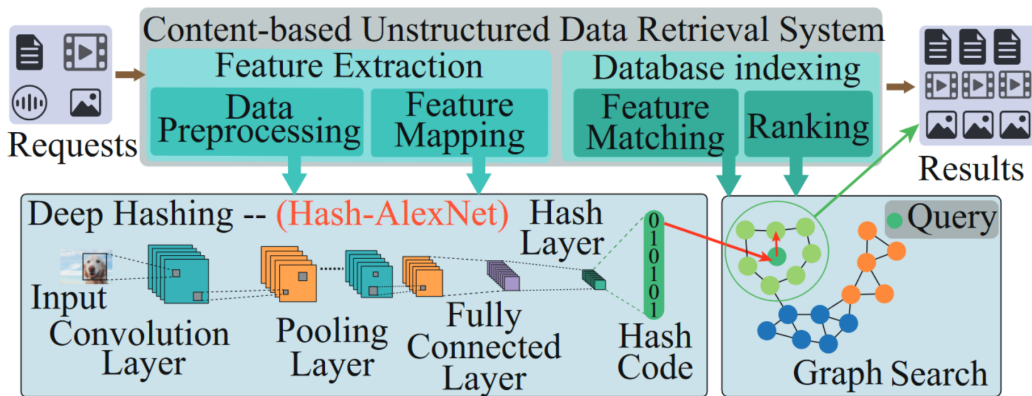 Content-based Unstructured Data Retrieval System
Feature Extraction
Database indexing
Data
Preprocessing
Feature
Mapping
Feature
Matching
Ranking
Requests
Results
Deep Hashing -- (Hash-AlexNet)
Hash
Layer
0
1
0
1
0
1
Query
Input
Convolution
Layer
Pooling
Layer
Fully
Connected
Layer
Hash
Code
Graph Search